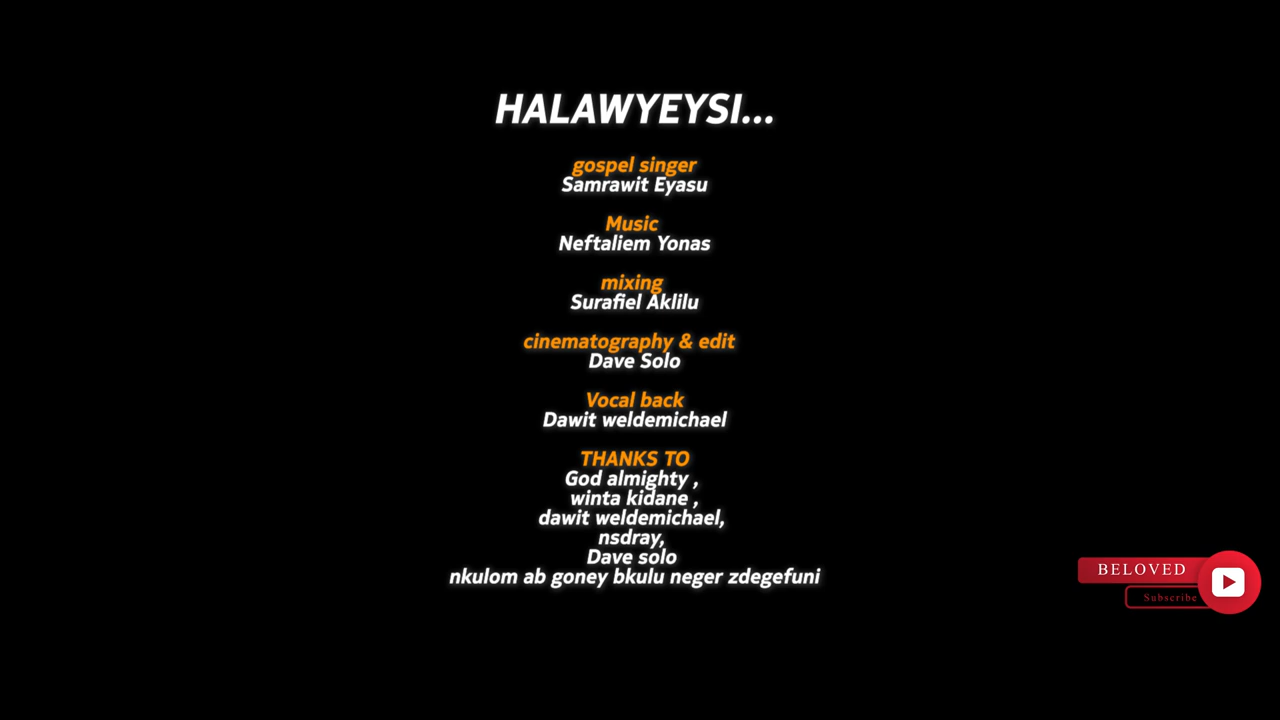 HALAWYEYSI...
gospel singer
Samrawit Eyasu
Music
Neftaliem Yonas
mixing
Surafiel Aklilu
cinematography & edit
Dave Solo
Vocal back
Dawit weldemichael
THANKS TO
God almighty ,
winta kidane ,
dawit weldemichael,
nsdray,
Dave solo
nkulom ab goney bkulu neger zdegefuni
BELOVED
Subscribe